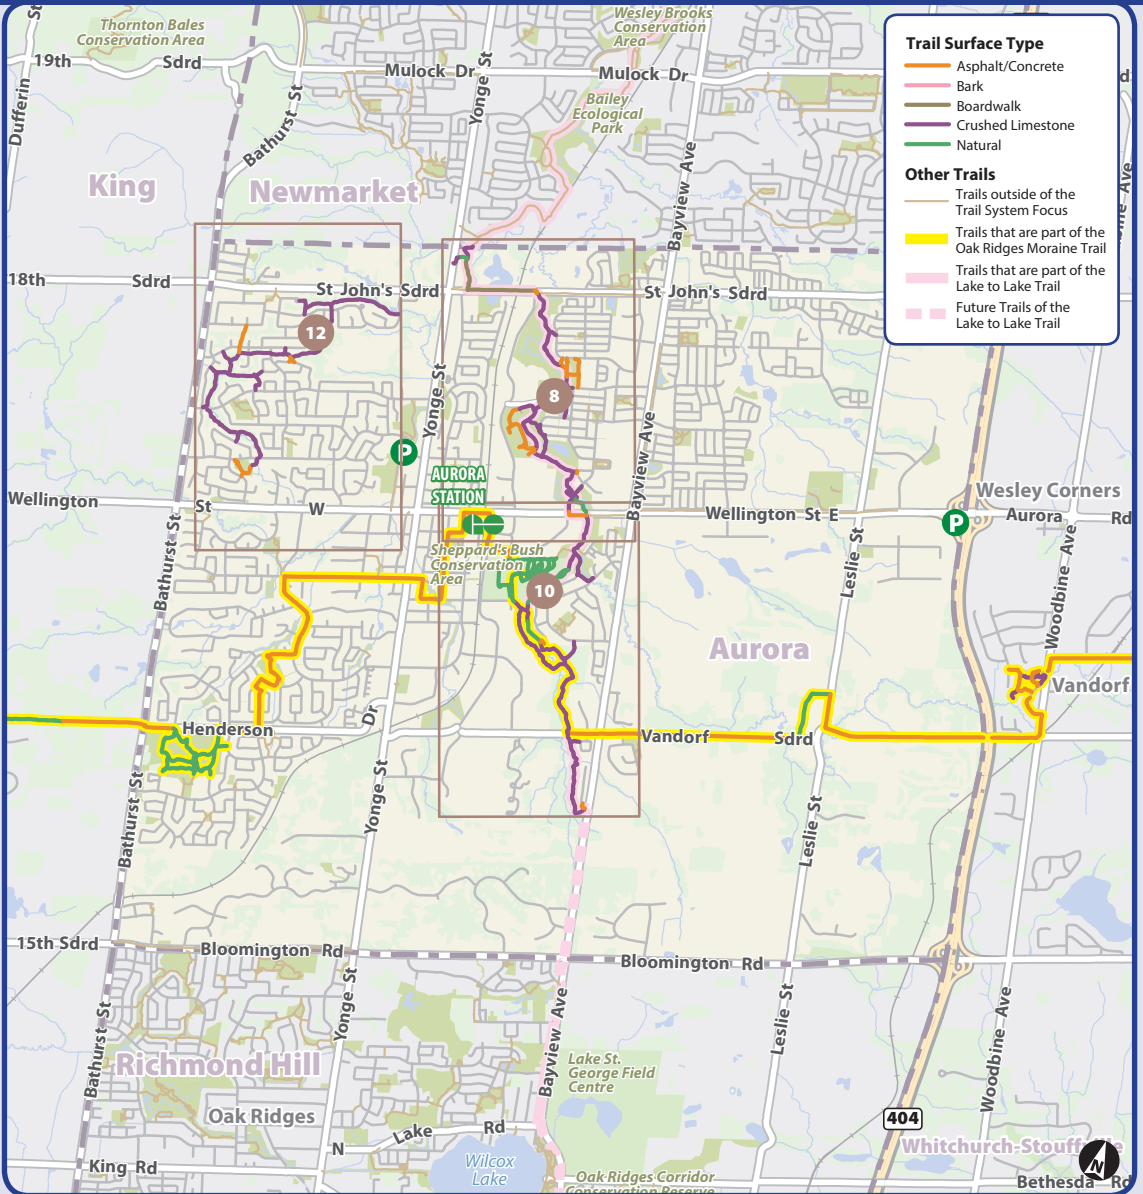 Thornton Bales
Conservation Area
Wesley Brooks
Conservation
Area
St
19th
Sdrd
Mulock Dr
Mulock Dr
Dufferin
Bathurst St
Yonge St
Bailey
Ecological
Park
Bayview Ave
King
Newmarket
Trail Surface Type
Asphalt/Concrete
Bark
Boardwalk
Crushed Limestone
Natural
Other Trails
Trails outside of the
Trail System Focus
Trails that are part of the
Oak Ridges Moraine Trail
Trails that are part of the
Lake to Lake Trail
Future Trails of the
Lake to Lake Trail
18th
Sdrd
St John's Sdrd
St John's Sdrd
12
8
Yonge St
P
AURORA
STATION
Bayview Ave
Wellington
St
W
Wellington St E
Wesley Corners
Aurora
Rd
P
Bathurst St
Sheppard's Bush
Conservation
Area
10
Leslie St
Woodbine Ave
Aurora
Vandorf
Henderson
Dr
Vandorf
Sdrd
Bathurst St
Yonge St
Leslie St
15th Sdrd
Bloomington Rd
Bloomington Rd
Bathurst St
Yonge St
Bayview Ave
Leslie St
Woodbine Ave
Richmond Hill
Lake St.
George Field
Centre
Oak Ridges
404
N
Lake
Rd
Whitchurch-Stouffville
King Rd
Wilcox
Lake
Oak Ridges Corridor
Conservation Reserve
N
Bethesda Rd